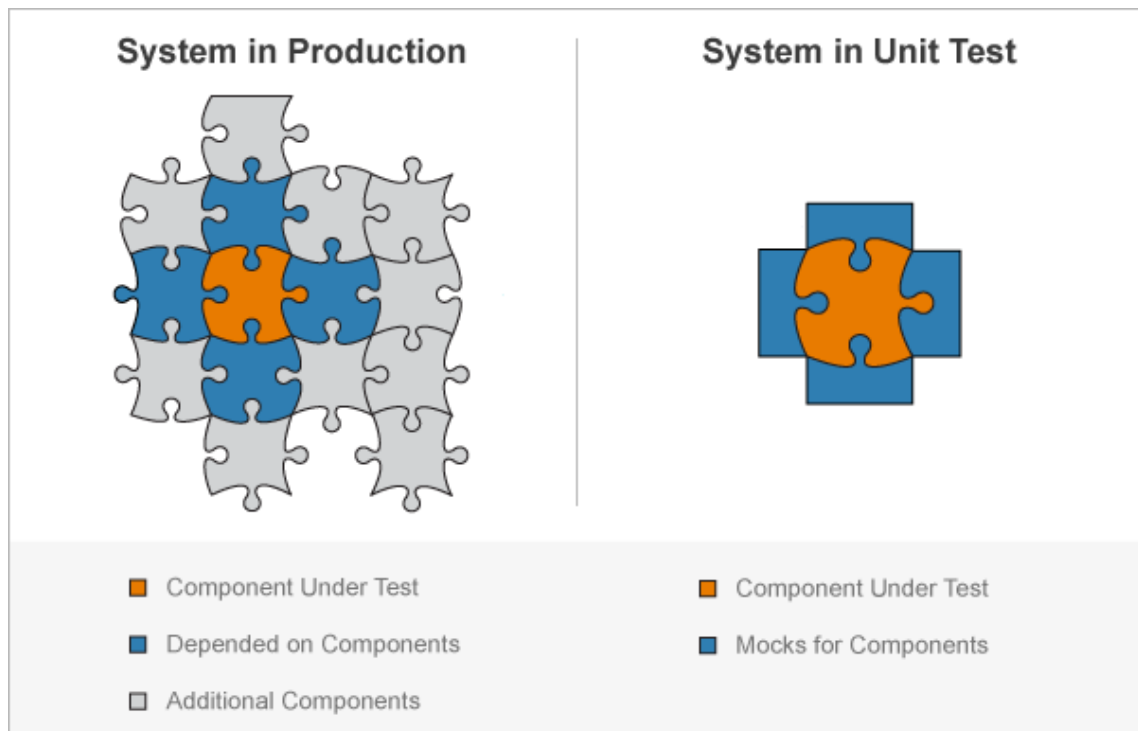 System in Production
System in Unit Test
Component Under Test
Depended on Components
Additional Components
Component Under Test
Mocks for Components